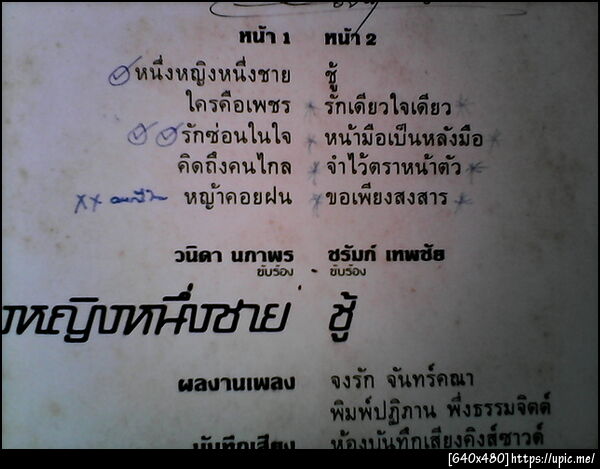 หน้า 1 หน้า 2
หนึ่งหญิงหนึ่งชาย ชู้
ใครคือเพชร รักเดียวใจเดียว
รักซ่อนในใจ หน้ามือเป็นหลังมือ
คิดถึงคนไกล จำไว้ตราหน้าตัว
หญ้าคอยฝน ขอเพียงสงสาร
วนิดา นภาพร ชรัมภ์ เทพชัย
ขับร้อง - ขับร้อง
งหญิงหนึ่งชาย ชู้
ผลงานเพลง จงรัก จันทร์คณา
พิมพ์ปฏิภาณ พึ่งธรรมจิตต์
บันทึกเสียง ห้องบันทึกเสียงคิงส์ซาวด์
[640x480]https://upic.me/